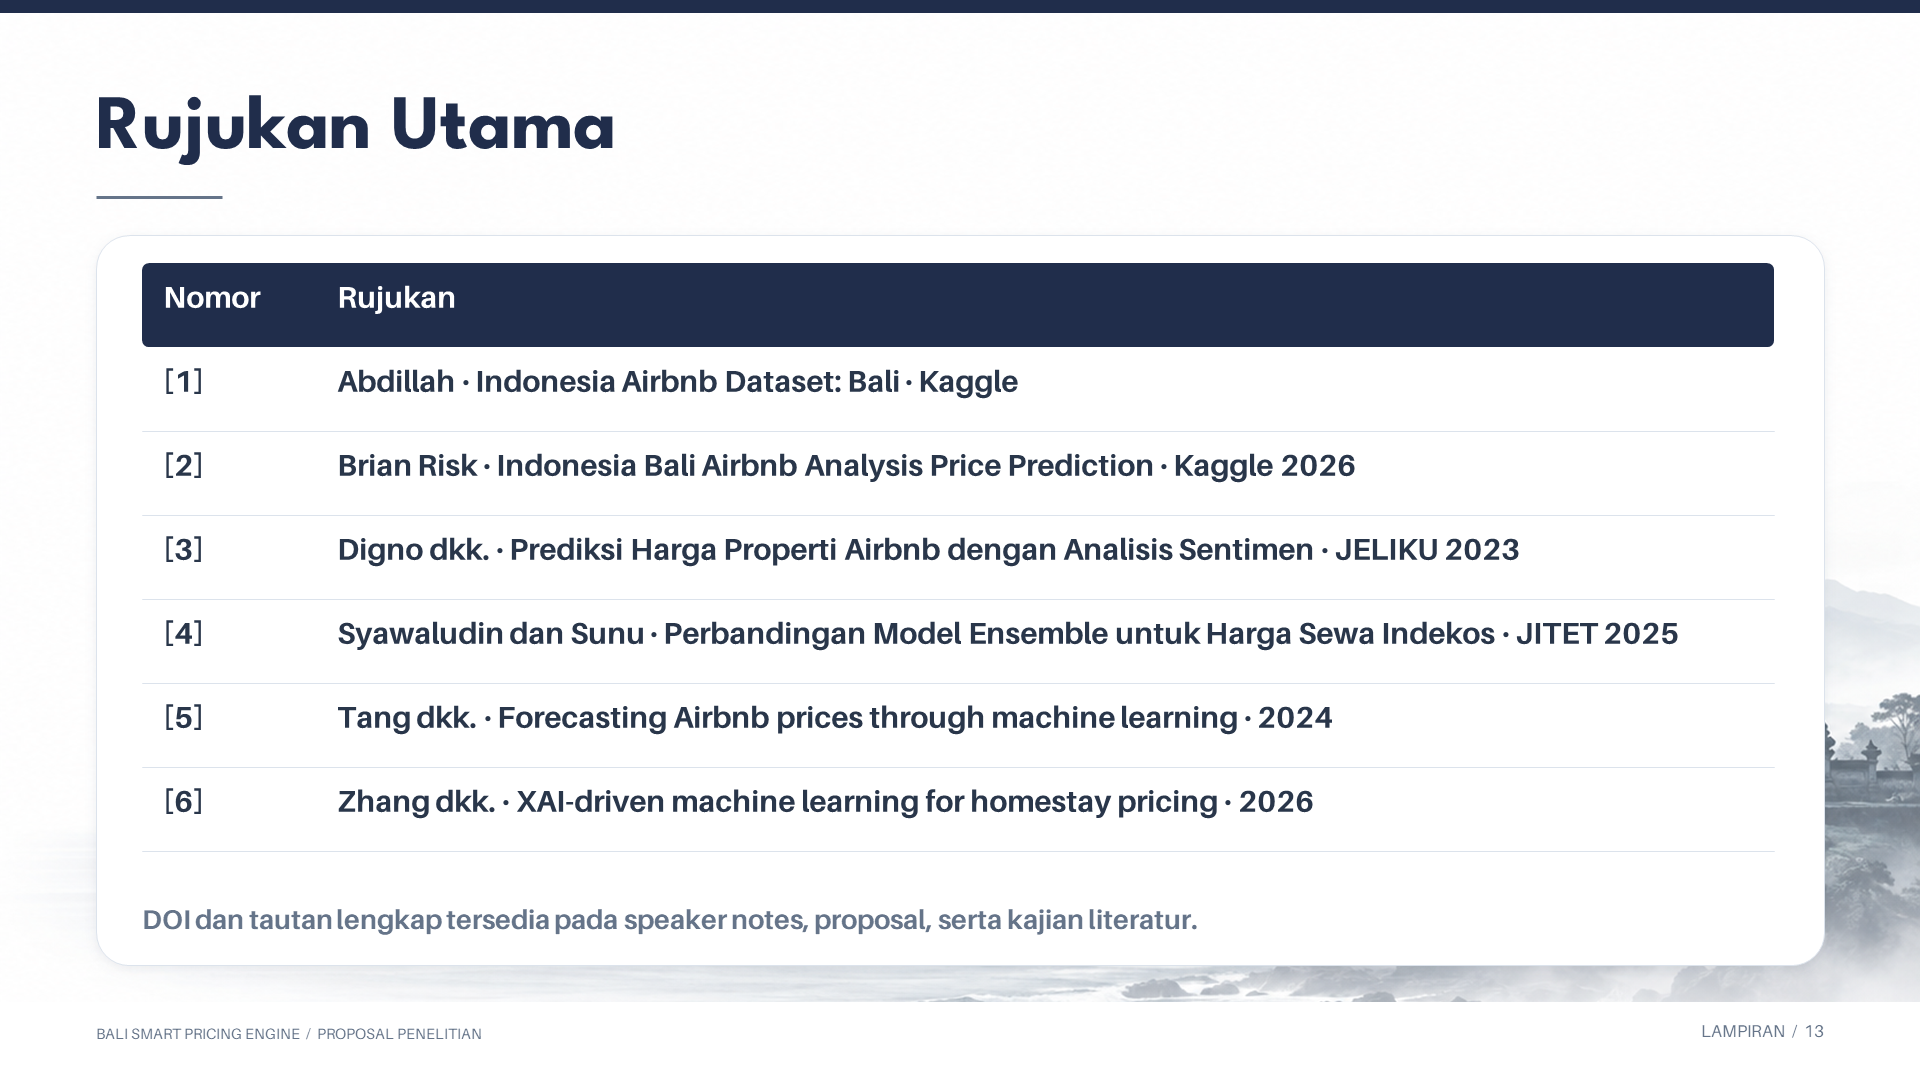 Rujukan Utama
Nomor Rujukan
[1] Abdillah · Indonesia Airbnb Dataset: Bali · Kaggle
[2] Brian Risk · Indonesia Bali Airbnb Analysis Price Prediction · Kaggle 2026
[3] Digno dkk. · Prediksi Harga Properti Airbnb dengan Analisis Sentimen · JELIKU 2023
[4] Syawaludin dan Sunu · Perbandingan Model Ensemble untuk Harga Sewa Indekos · JITET 2025
[5] Tang dkk. · Forecasting Airbnb prices through machine learning · 2024
[6] Zhang dkk. · XAI-driven machine learning for homestay pricing · 2026
DOI dan tautan lengkap tersedia pada speaker notes, proposal, serta kajian literatur.
BALI SMART PRICING ENGINE / PROPOSAL PENELITIAN
LAMPIRAN / 13